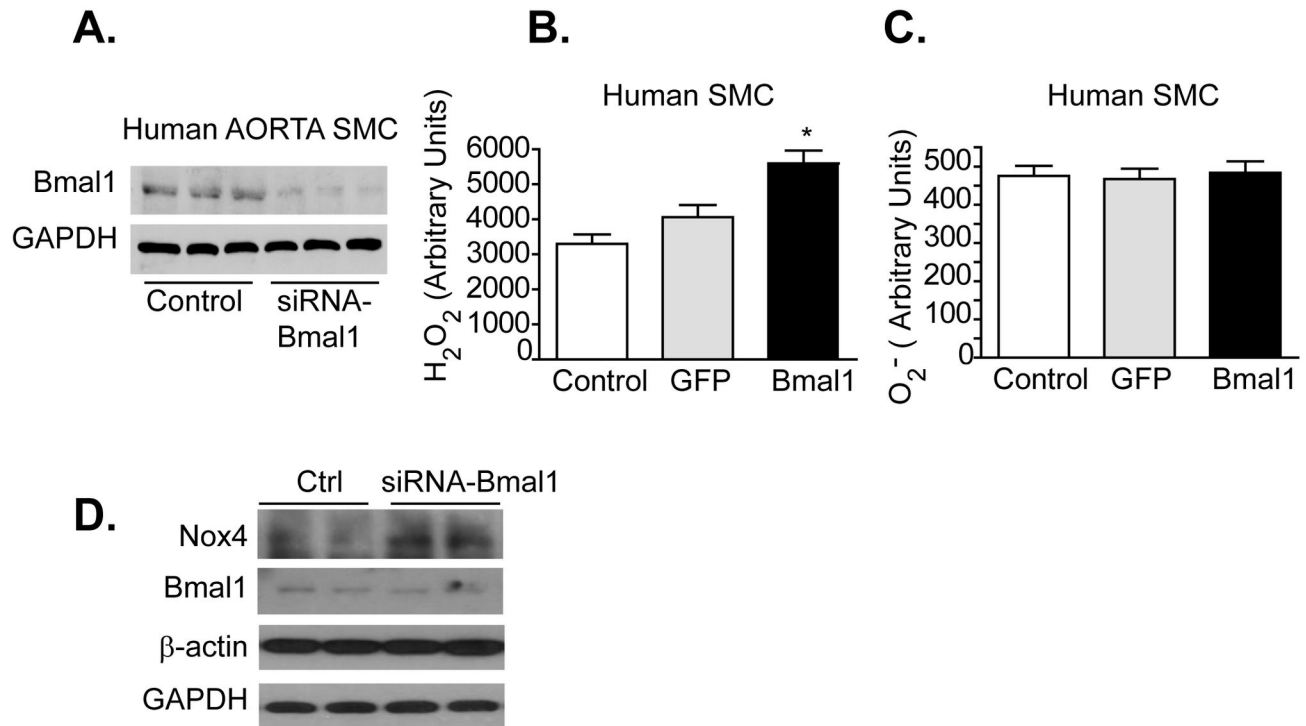 A.
Human AORTA SMC
Bmal1
GAPDH
Control
siRNA-
Bmal1
B.
Human SMC
H2O2 (Arbitrary Units)
6000
5000
4000
3000
2000
1000
0
*
Control
GFP
Bmal1
C.
Human SMC
O2- ( Arbitrary Units)
500
400
300
400
300
200
100
0
Control
GFP
Bmal1
D.
Ctrl
siRNA-Bmal1
Nox4
Bmal1
β-actin
GAPDH